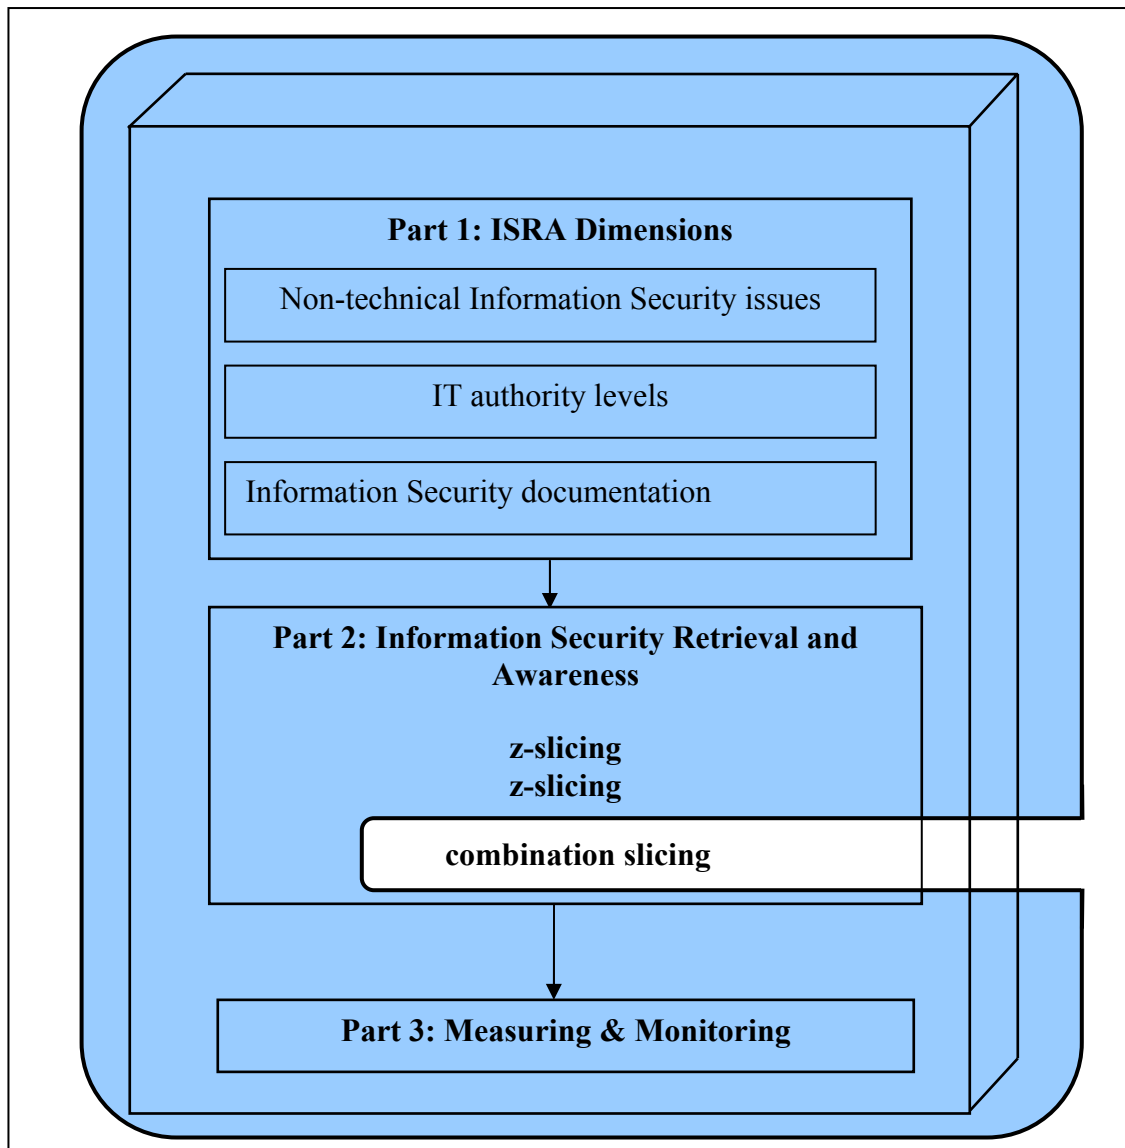 Part 1: ISRA Dimensions
Non-technical Information Security issues
IT authority levels
Information Security documentation
Part 2: Information Security Retrieval and
Awareness
z-slicing
z-slicing
combination slicing
Part 3: Measuring & Monitoring